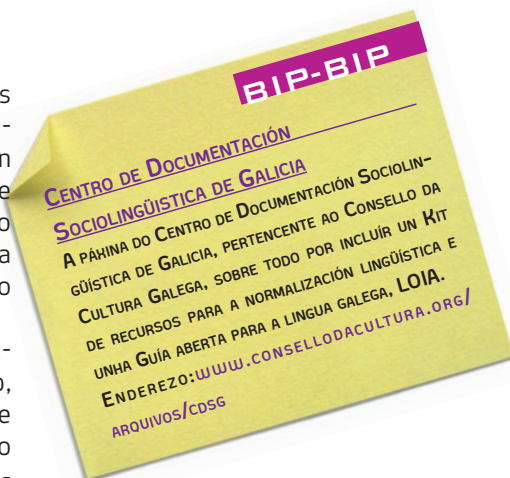 BIP-BIP
CENTRO DE DOCUMENTACIÓN
SOCIOLINGÜISTICA DE GALICIA
A PÁXINA DO CENTRO DE DOCUMENTACIÓN SOCIOLIN-
GÜÍSTICA DE GALICIA, PERTENCENTE AO CONSELLO DA
CULTURA GALEGA, SOBRE TODO POR INCLUÍR UN KIT
DE RECURSOS PARA A NORMALIZACIÓN LINGÜÍSTICA E
UNHA GUÍA ABERTA PARA A LINGUA GALEGA, LOIA.
ENDEREZO:WWW.CONSELLODACULTURA.ORG/
ARQUIVOS/CDSG